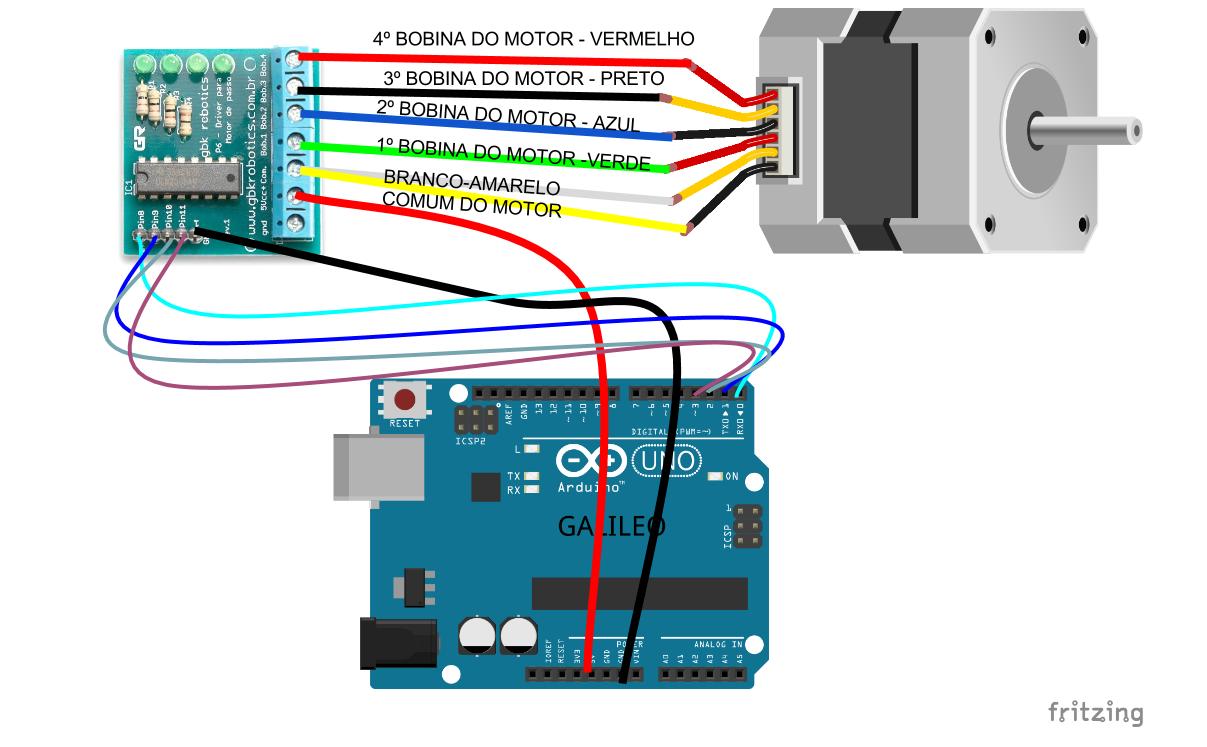 4º BOBINA DO MOTOR - VERMELHO
3º BOBINA DO MOTOR - PRETO
2º BOBINA DO MOTOR - AZUL
1º BOBINA DO MOTOR -VERDE
BRANCO-AMARELO
COMUM DO MOTOR
gbk robotics
P6 - Driver para
Motor de passo
www.gbkrobotics.com.br
Bob.4
Bob.3
Bob.2
Bob.1
Com.
5Vcc+
gnd
R2
R3
GR
IC1
Pin8
Pin9
Pin10
Pin11
RESET
ICSP2
AREF
GND
13
12
~11
~10
~9
8
7
~6
~5
4
~3
2
TX0▶1
RX0◀0
DIGITAL (PWM=~)
L
TX
RX
UNO
ON
Arduino™
GALILEO
1
ICSP
POWER
ANALOG IN
IOREF
RESET
3V3
5V
GND
GND
VIN
A0
A1
A2
A3
A4
A5
fritzing